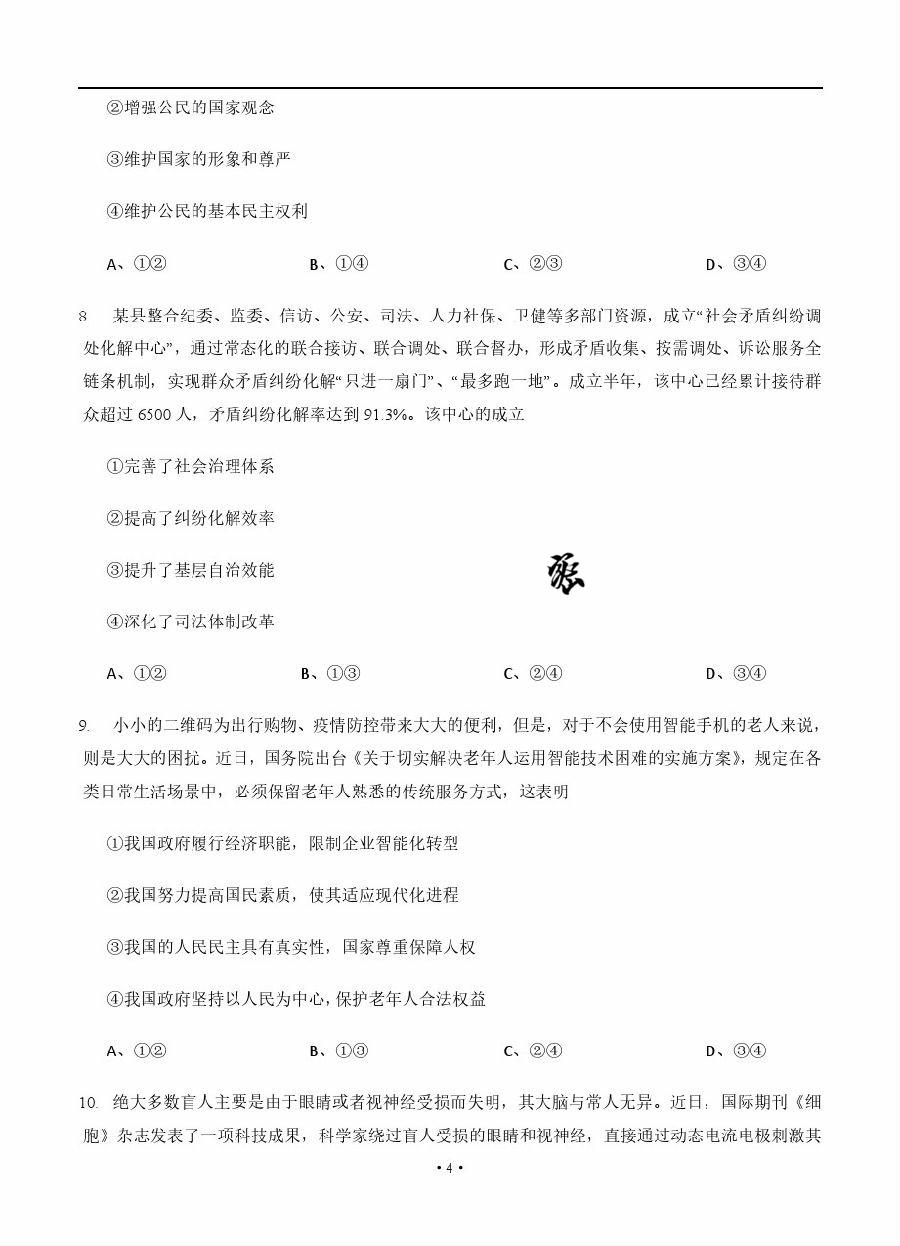 ②增强公民的国家观念
③维护国家的形象和尊严
④维护公民的基本民主权利
A、①② B、①④ C、②③ D、③④
8 某县整合纪委、监委、信访、公安、司法、人力社保、卫健等多部门资源，成立“社会矛盾纠纷调
处化解中心”，通过常态化的联合接访、联合调处、联合督办，形成矛盾收集、按需调处、诉讼服务全
链条机制，实现群众矛盾纠纷化解“只进一扇门”、“最多跑一地”。成立半年，该中心已经累计接待群
众超过 6500 人，矛盾纠纷化解率达到 91.3%。该中心的成立
①完善了社会治理体系
②提高了纠纷化解效率
③提升了基层自治效能
④深化了司法体制改革
A、①② B、①③ C、②④ D、③④
9. 小小的二维码为出行购物、疫情防控带来大大的便利，但是，对于不会使用智能手机的老人来说，
则是大大的困扰。近日，国务院出台《关于切实解决老年人运用智能技术困难的实施方案》，规定在各
类日常生活场景中，必须保留老年人熟悉的传统服务方式，这表明
①我国政府履行经济职能，限制企业智能化转型
②我国努力提高国民素质，使其适应现代化进程
③我国的人民民主具有真实性，国家尊重保障人权
④我国政府坚持以人民为中心，保护老年人合法权益
A、①② B、①③ C、②④ D、③④
10. 绝大多数盲人主要是由于眼睛或者视神经受损而失明，其大脑与常人无异。近日，国际期刊《细
胞》杂志发表了一项科技成果，科学家绕过盲人受损的眼睛和视神经，直接通过动态电流电极刺激其
• 4 •